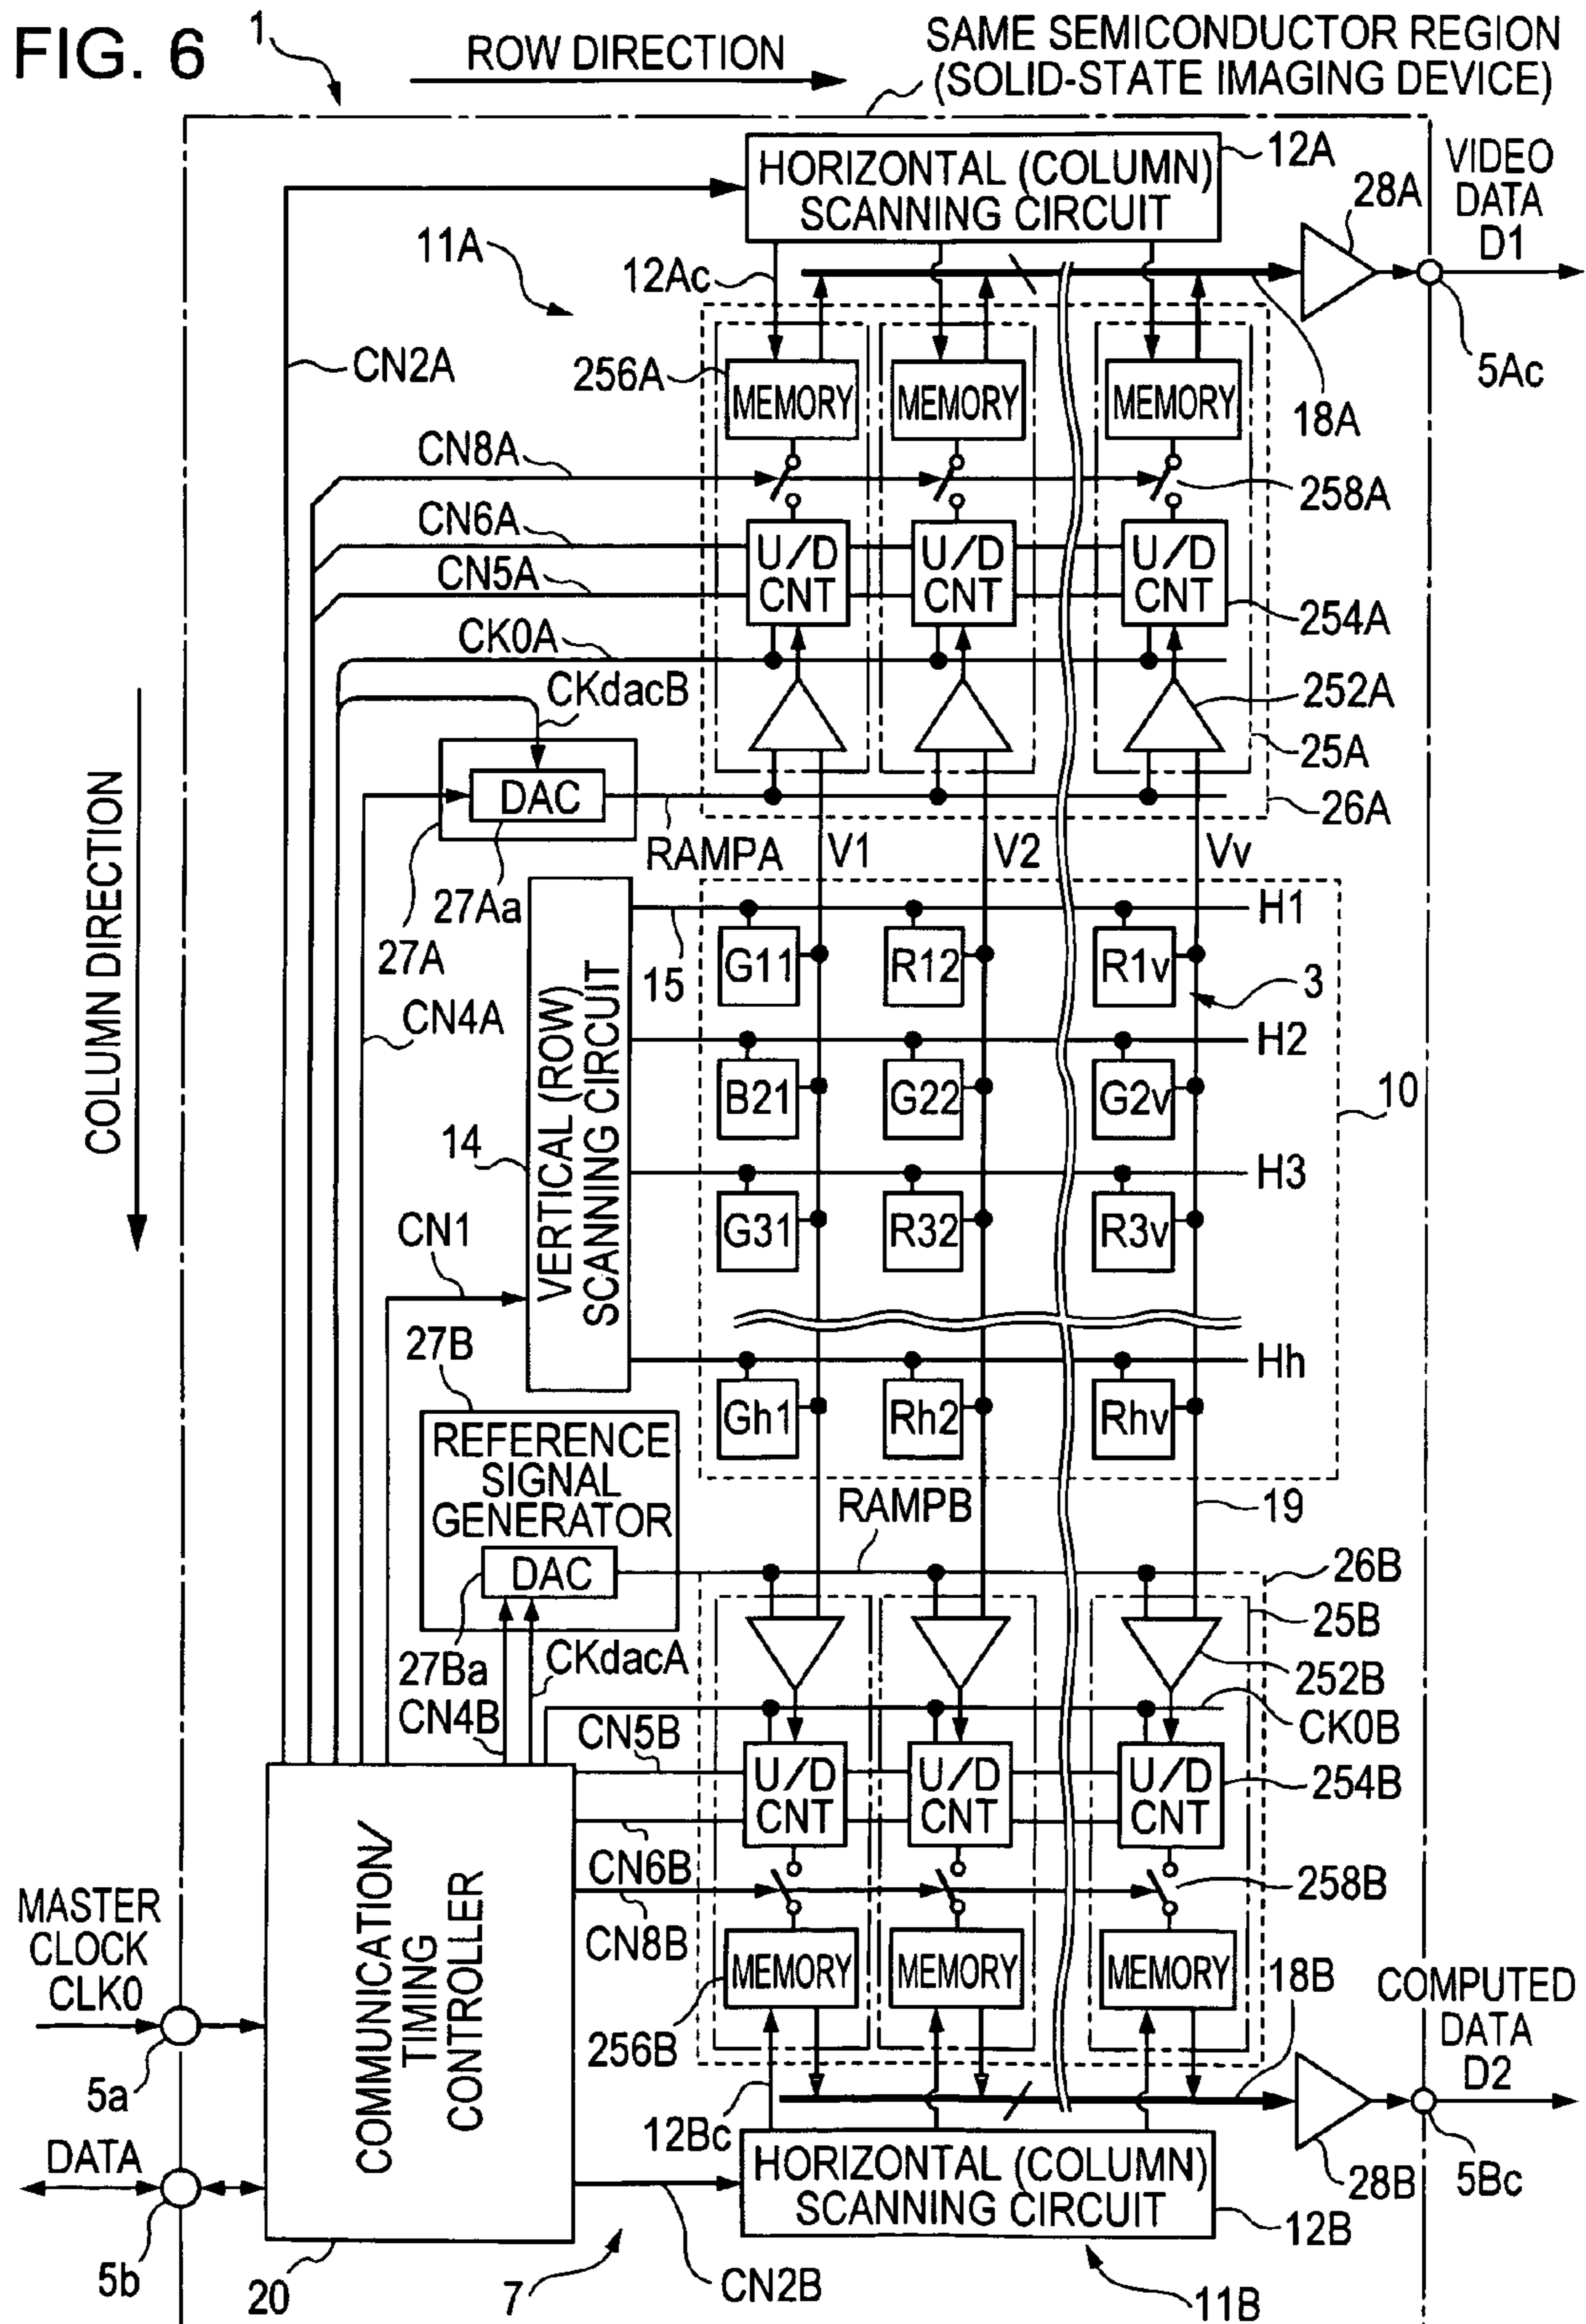 FIG. 6
1
ROW DIRECTION
SAME SEMICONDUCTOR REGION
(SOLID-STATE IMAGING DEVICE)
HORIZONTAL (COLUMN)
SCANNING CIRCUIT
12A
VIDEO
DATA
D1
28A
11A
12Ac
CN2A
256A
MEMORY
MEMORY
MEMORY
18A
5Ac
CN8A
258A
CN6A
U/D
CNT
U/D
CNT
U/D
CNT
CN5A
254A
CK0A
CKdacB
252A
25A
DAC
26A
COLUMN DIRECTION
RAMPA
V1
V2
Vv
27Aa
27A
15
H1
G11
R12
R1v
3
CN4A
VERTICAL (ROW)
SCANNING CIRCUIT
H2
B21
G22
G2v
10
14
H3
G31
R32
R3v
CN1
27B
Hh
Gh1
Rh2
Rhv
REFERENCE
SIGNAL
GENERATOR
RAMPB
19
DAC
26B
25B
27Ba
CKdacA
252B
CN4B
CN5B
CK0B
U/D
CNT
U/D
CNT
U/D
CNT
254B
CN6B
258B
CN8B
MASTER
CLOCK
CLK0
COMMUNICATION/
TIMING
CONTROLLER
MEMORY
MEMORY
MEMORY
18B
COMPUTED
DATA
D2
256B
5a
12Bc
DATA
HORIZONTAL (COLUMN)
SCANNING CIRCUIT
28B
5Bc
12B
5b
20
7
CN2B
11B